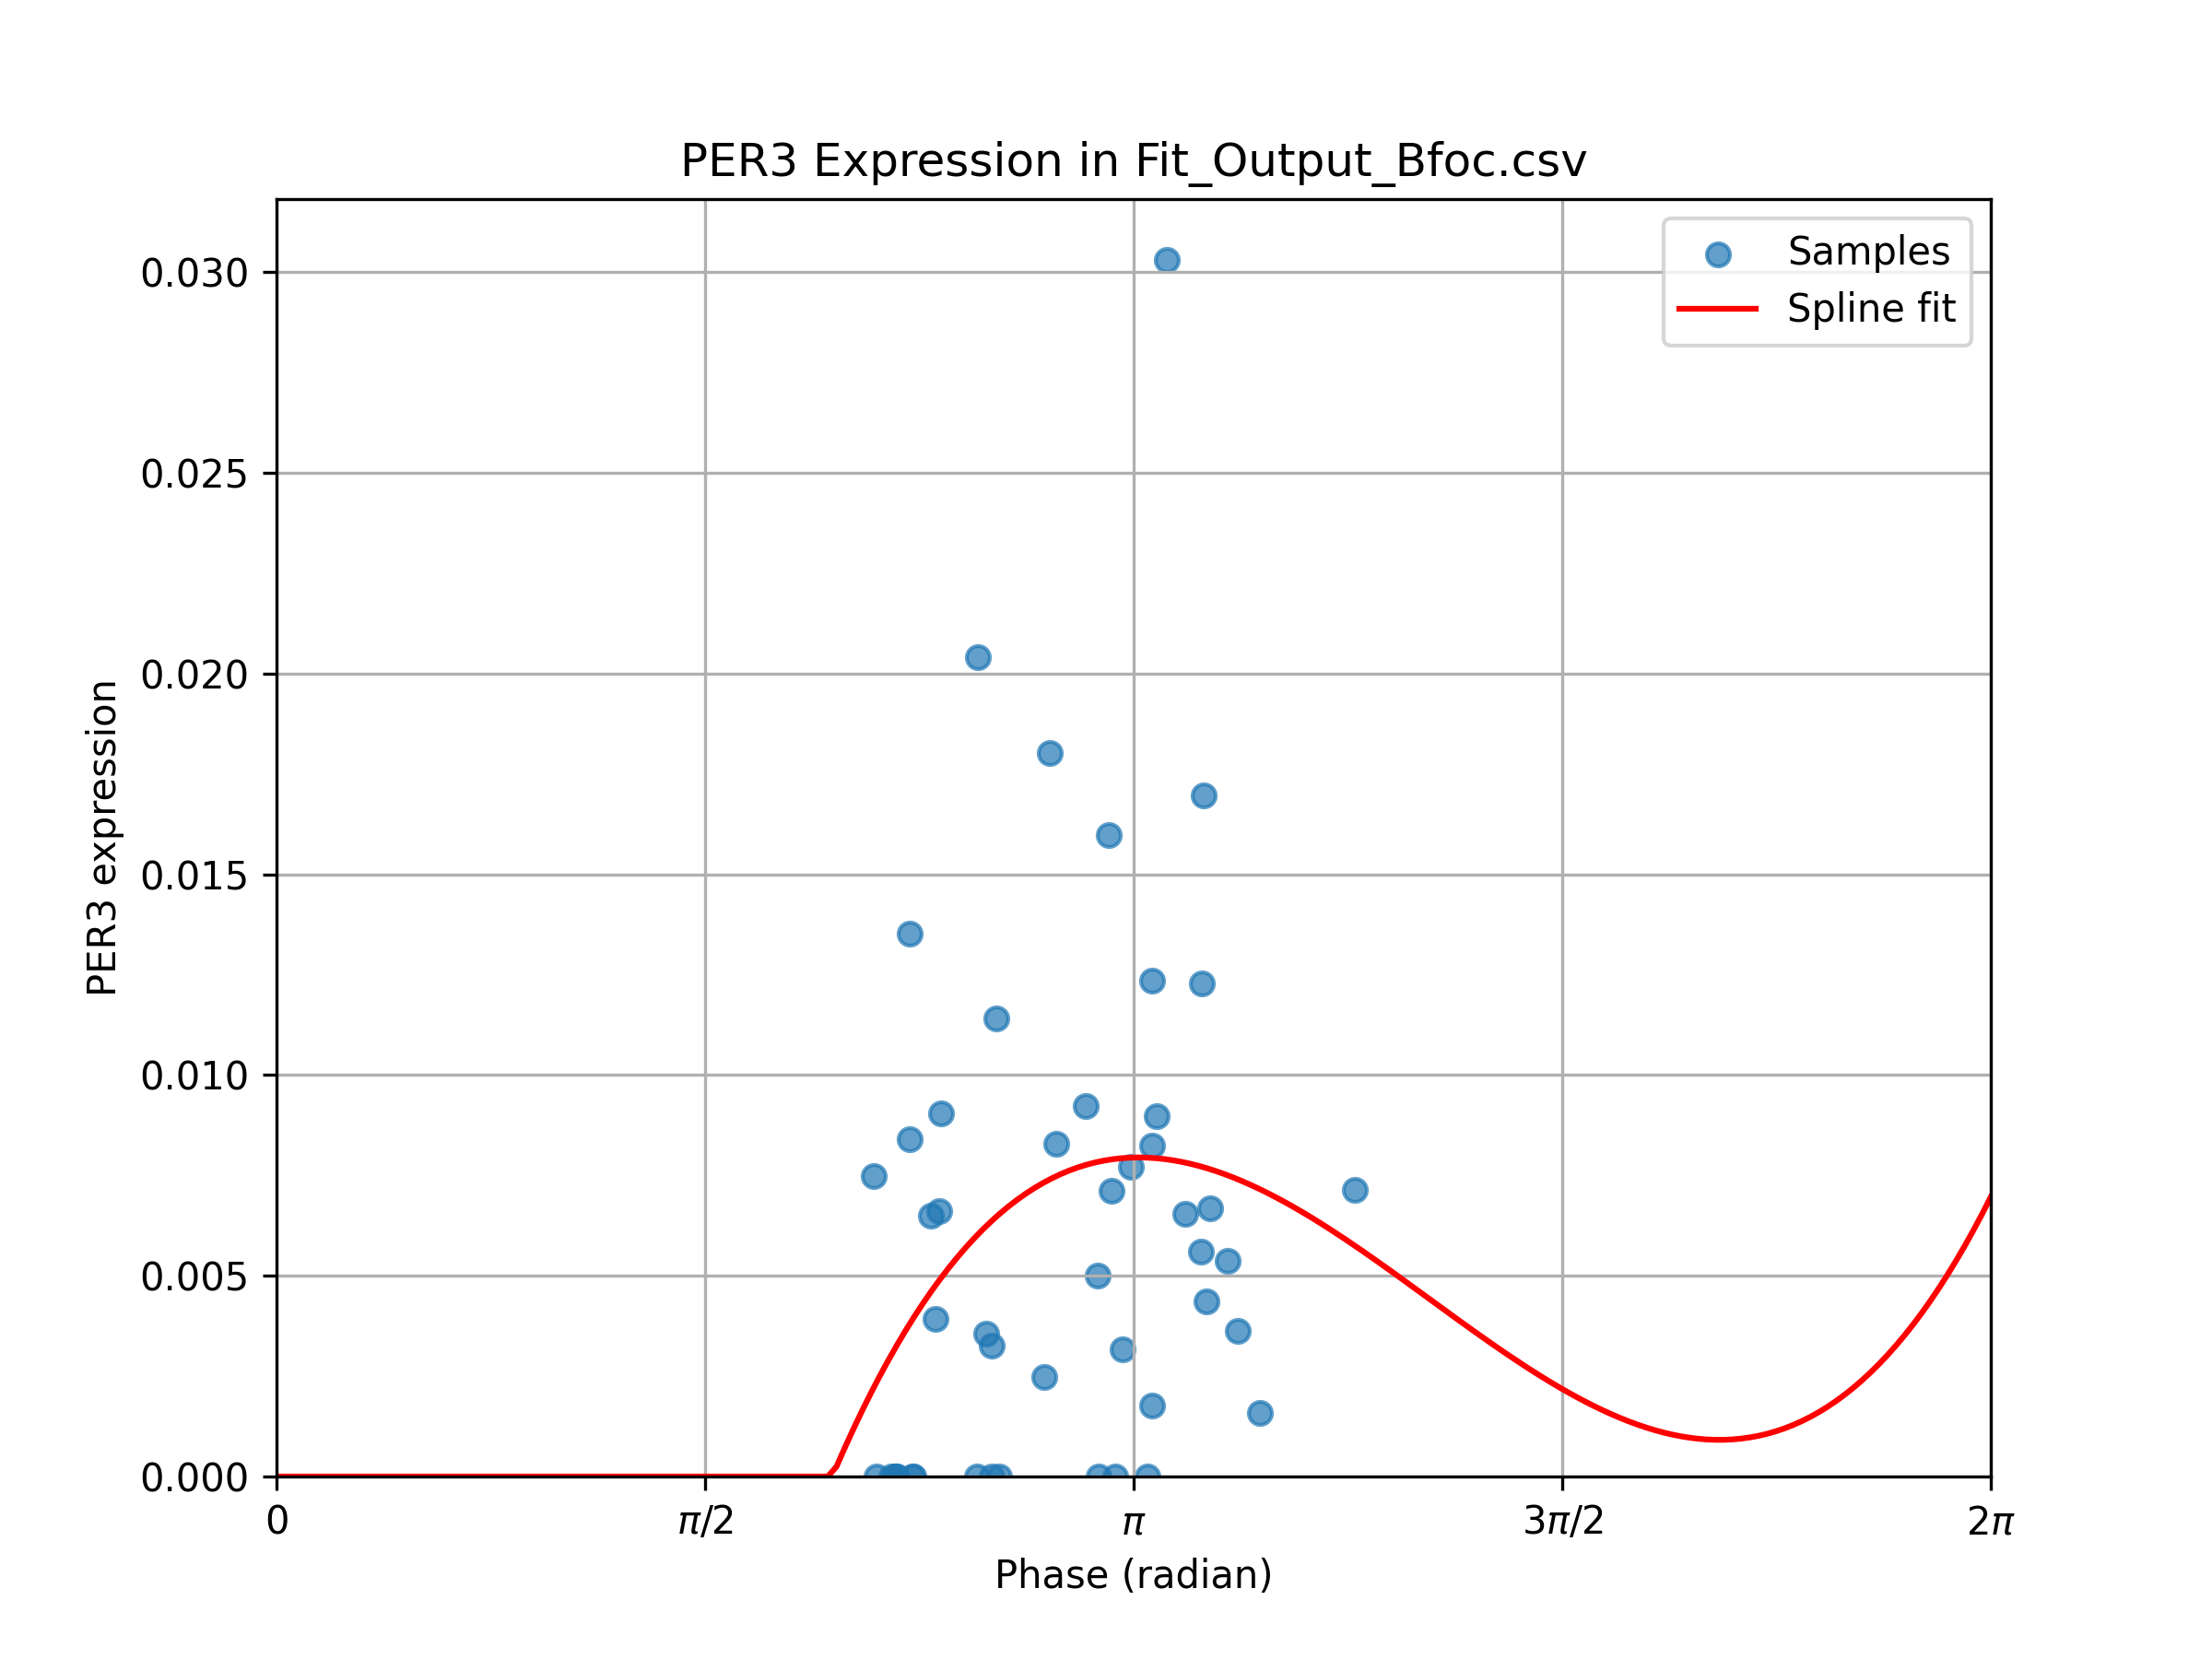 PER3 Expression in Fit_Output_Bfoc.csv
Samples
Spline fit
0.030
0.025
0.020
0.015
0.010
0.005
0.000
PER3 expression
0 π/2 π 3π/2 2π
Phase (radian)